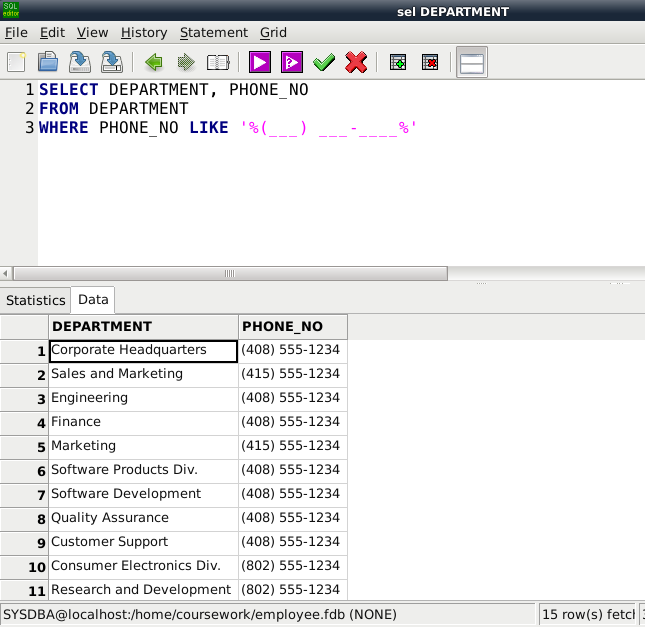 SQL
editor
sel DEPARTMENT
File Edit View History Statement Grid
1 SELECT DEPARTMENT, PHONE_NO
2 FROM DEPARTMENT
3 WHERE PHONE_NO LIKE '%(___) ___-____%'
Statistics Data
DEPARTMENT PHONE_NO
1 Corporate Headquarters (408) 555-1234
2 Sales and Marketing (415) 555-1234
3 Engineering (408) 555-1234
4 Finance (408) 555-1234
5 Marketing (415) 555-1234
6 Software Products Div. (408) 555-1234
7 Software Development (408) 555-1234
8 Quality Assurance (408) 555-1234
9 Customer Support (408) 555-1234
10 Consumer Electronics Div. (802) 555-1234
11 Research and Development (802) 555-1234
SYSDBA@localhost:/home/coursework/employee.fdb (NONE) 15 row(s) fetc